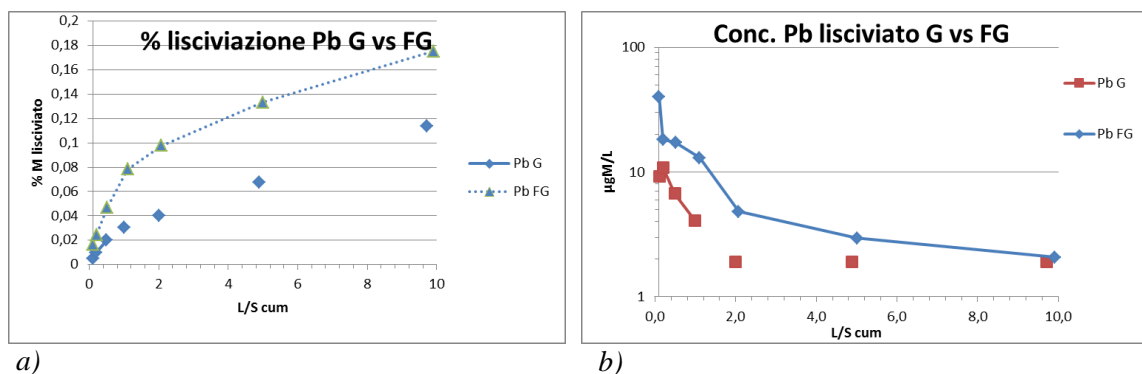 % lisciviazione Pb G vs FG
% M lisciviato
0,2
0,18
0,16
0,14
0,12
0,1
0,08
0,06
0,04
0,02
0
0 2 4 6 8 10
L/S cum
Pb G
Pb FG
a)
Conc. Pb lisciviato G vs FG
µgM/L
100
10
1
0,0 2,0 4,0 6,0 8,0 10,0
L/S cum
Pb G
Pb FG
b)